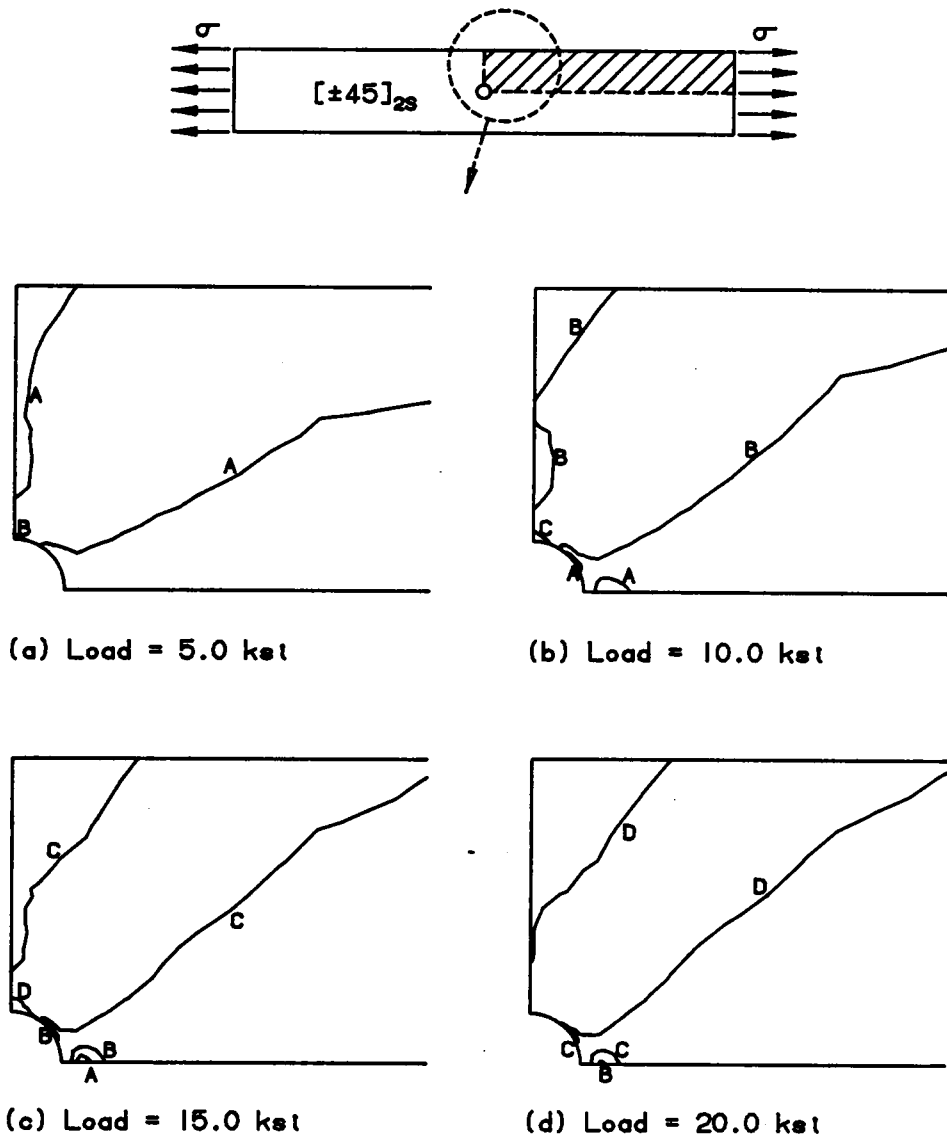 σ σ
[±45]2S
A
A
B
B
B
B
C
A
A
(a) Load = 5.0 ksi
(b) Load = 10.0 ksi
C
C
D
B
B
A
D
D
C
C
B
(c) Load = 15.0 ksi
(d) Load = 20.0 ksi